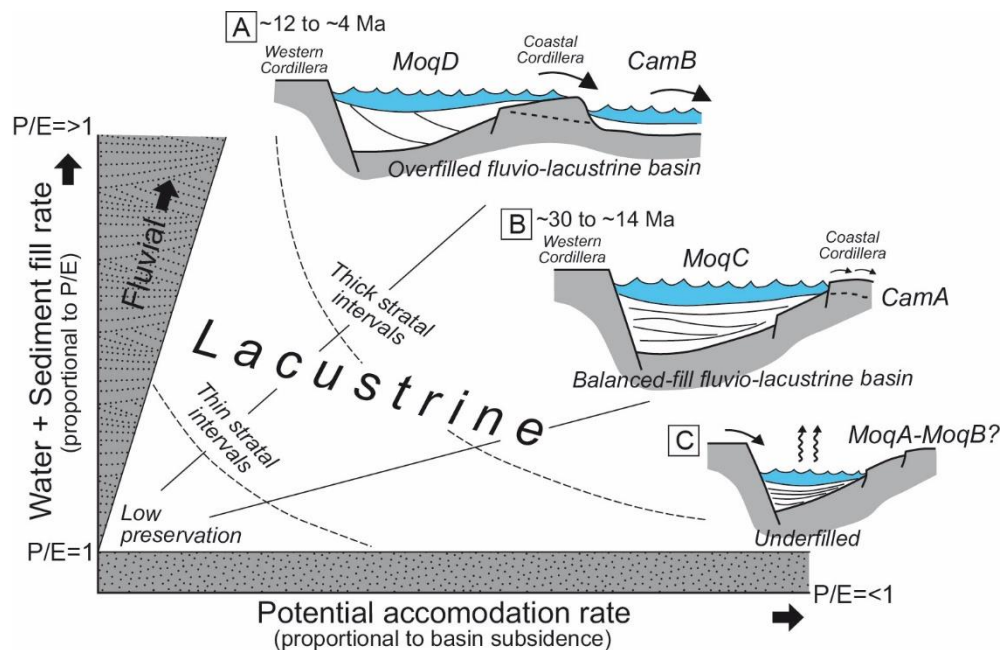 A ~12 to ~4 Ma
Western
Cordillera
MoqD
Coastal
Cordillera
CamB
Overfilled fluvio-lacustrine basin
P/E=>1
Water + Sediment fill rate
(proportional to P/E)
Fluvial
B ~30 to ~14 Ma
Western
Cordillera
MoqC
Coastal
Cordillera
CamA
Balanced-fill fluvio-lacustrine basin
Thick stratal
intervals
Lacustrine
Thin stratal
intervals
C
MoqA-MoqB?
Underfilled
Low
preservation
P/E=1
P/E=<1
Potential accomodation rate
(proportional to basin subsidence)